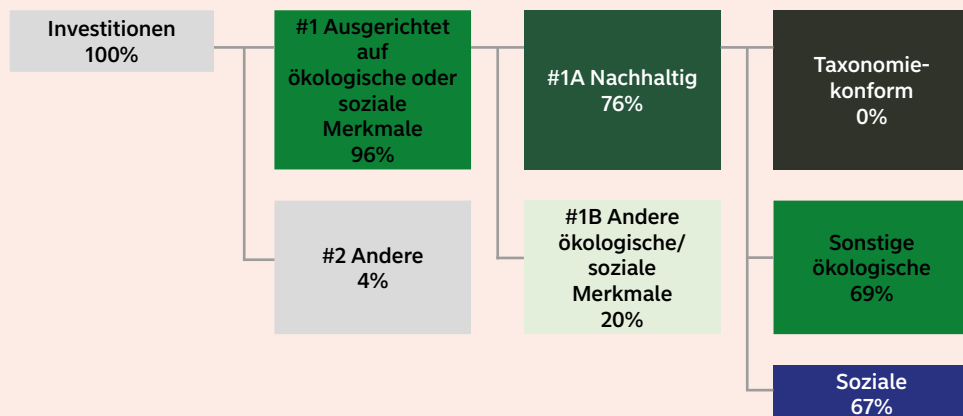 Investitionen
100%
#1 Ausgerichtet
auf
ökologische oder
soziale
Merkmale
96%
#2 Andere
4%
#1A Nachhaltig
76%
#1B Andere
ökologische/
soziale
Merkmale
20%
Taxonomie-
konform
0%
Sonstige
ökologische
69%
Soziale
67%